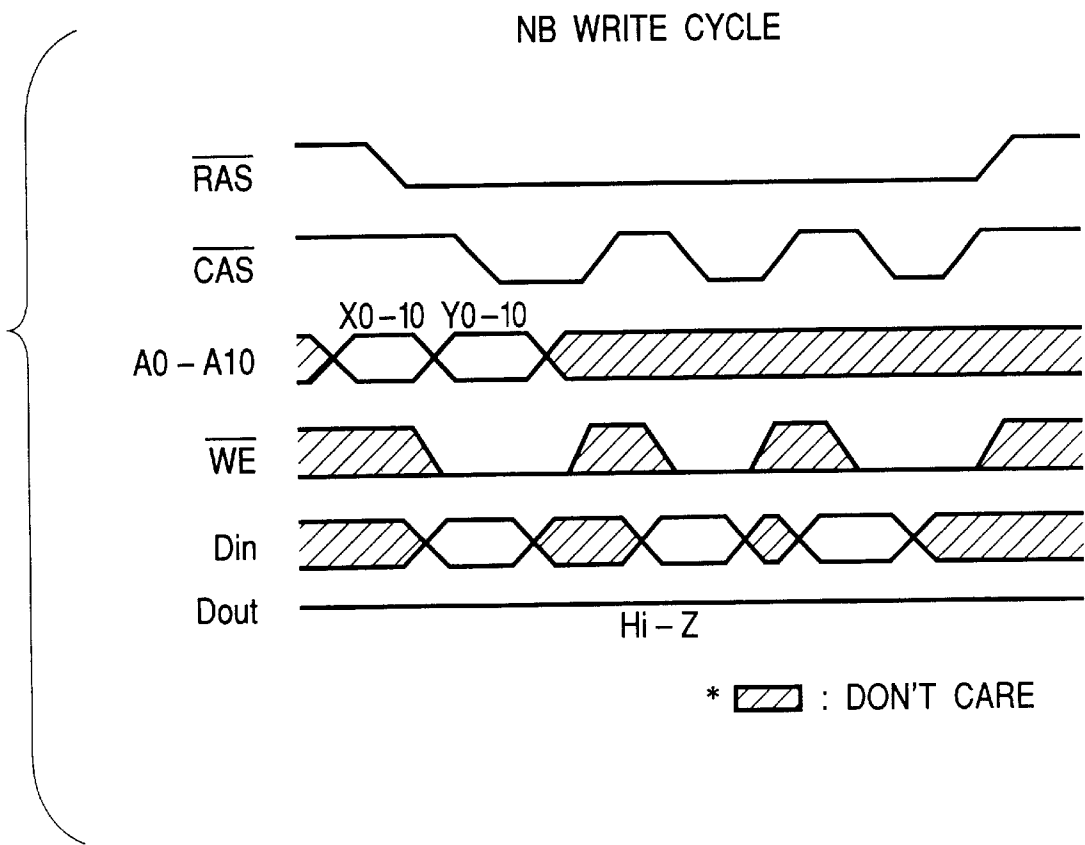 NB WRITE CYCLE
RAS
CAS
X0–10 Y0–10
A0 – A10
WE
Din
Dout
Hi – Z
* : DON'T CARE